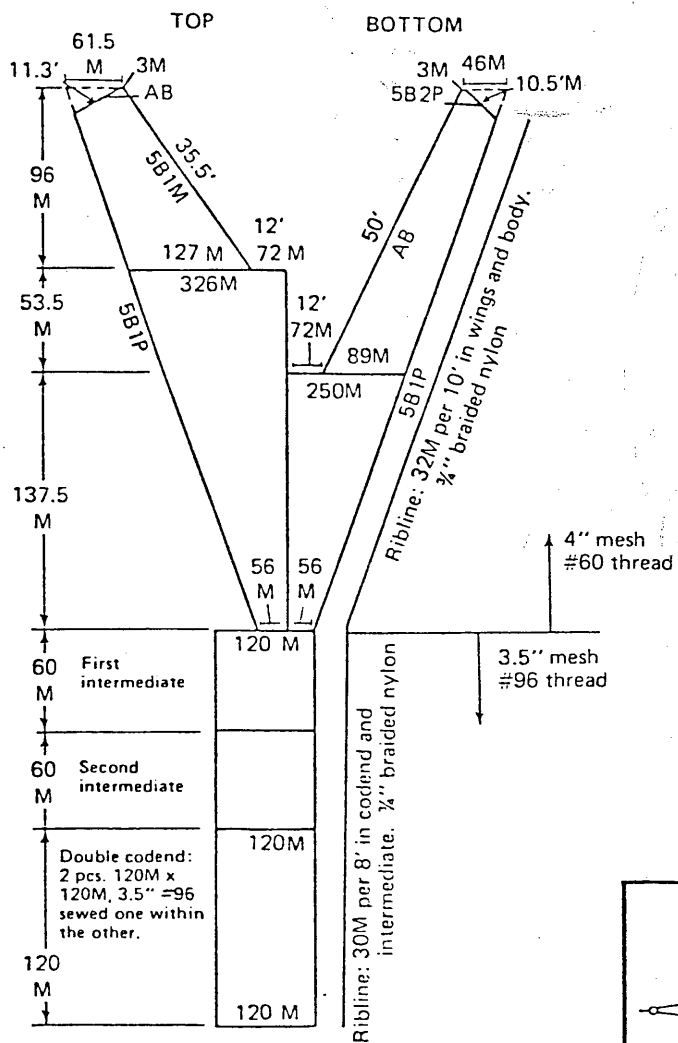 TOP
BOTTOM
61.5
M
11.3'
3M
AB
3M
46M
10.5'M
5B2P
96
M
35.5'
5B1M
50'
AB
127 M
12'
72 M
326M
53.5
M
5B1P
12'
72M
89M
250M
5B1P
Ribline: 32M per 10' in wings and body.
¾'' braided nylon
137.5
M
4'' mesh
#60 thread
56
M
56
M
120 M
3.5'' mesh
#96 thread
60
M
First
intermediate
60
M
Second
intermediate
120M
Double codend:
2 pcs. 120M x
120M, 3.5'' #96
sewed one within
the other.
120
M
120 M
Ribline: 30M per 8' in codend and
intermediate. ¾'' braided nylon